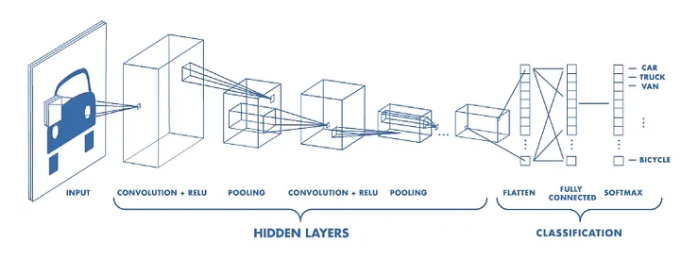 CAR
TRUCK
VAN
BICYCLE
INPUT
CONVOLUTION + RELU
POOLING
CONVOLUTION + RELU
POOLING
FLATTEN
FULLY
CONNECTED
SOFTMAX
HIDDEN LAYERS
CLASSIFICATION